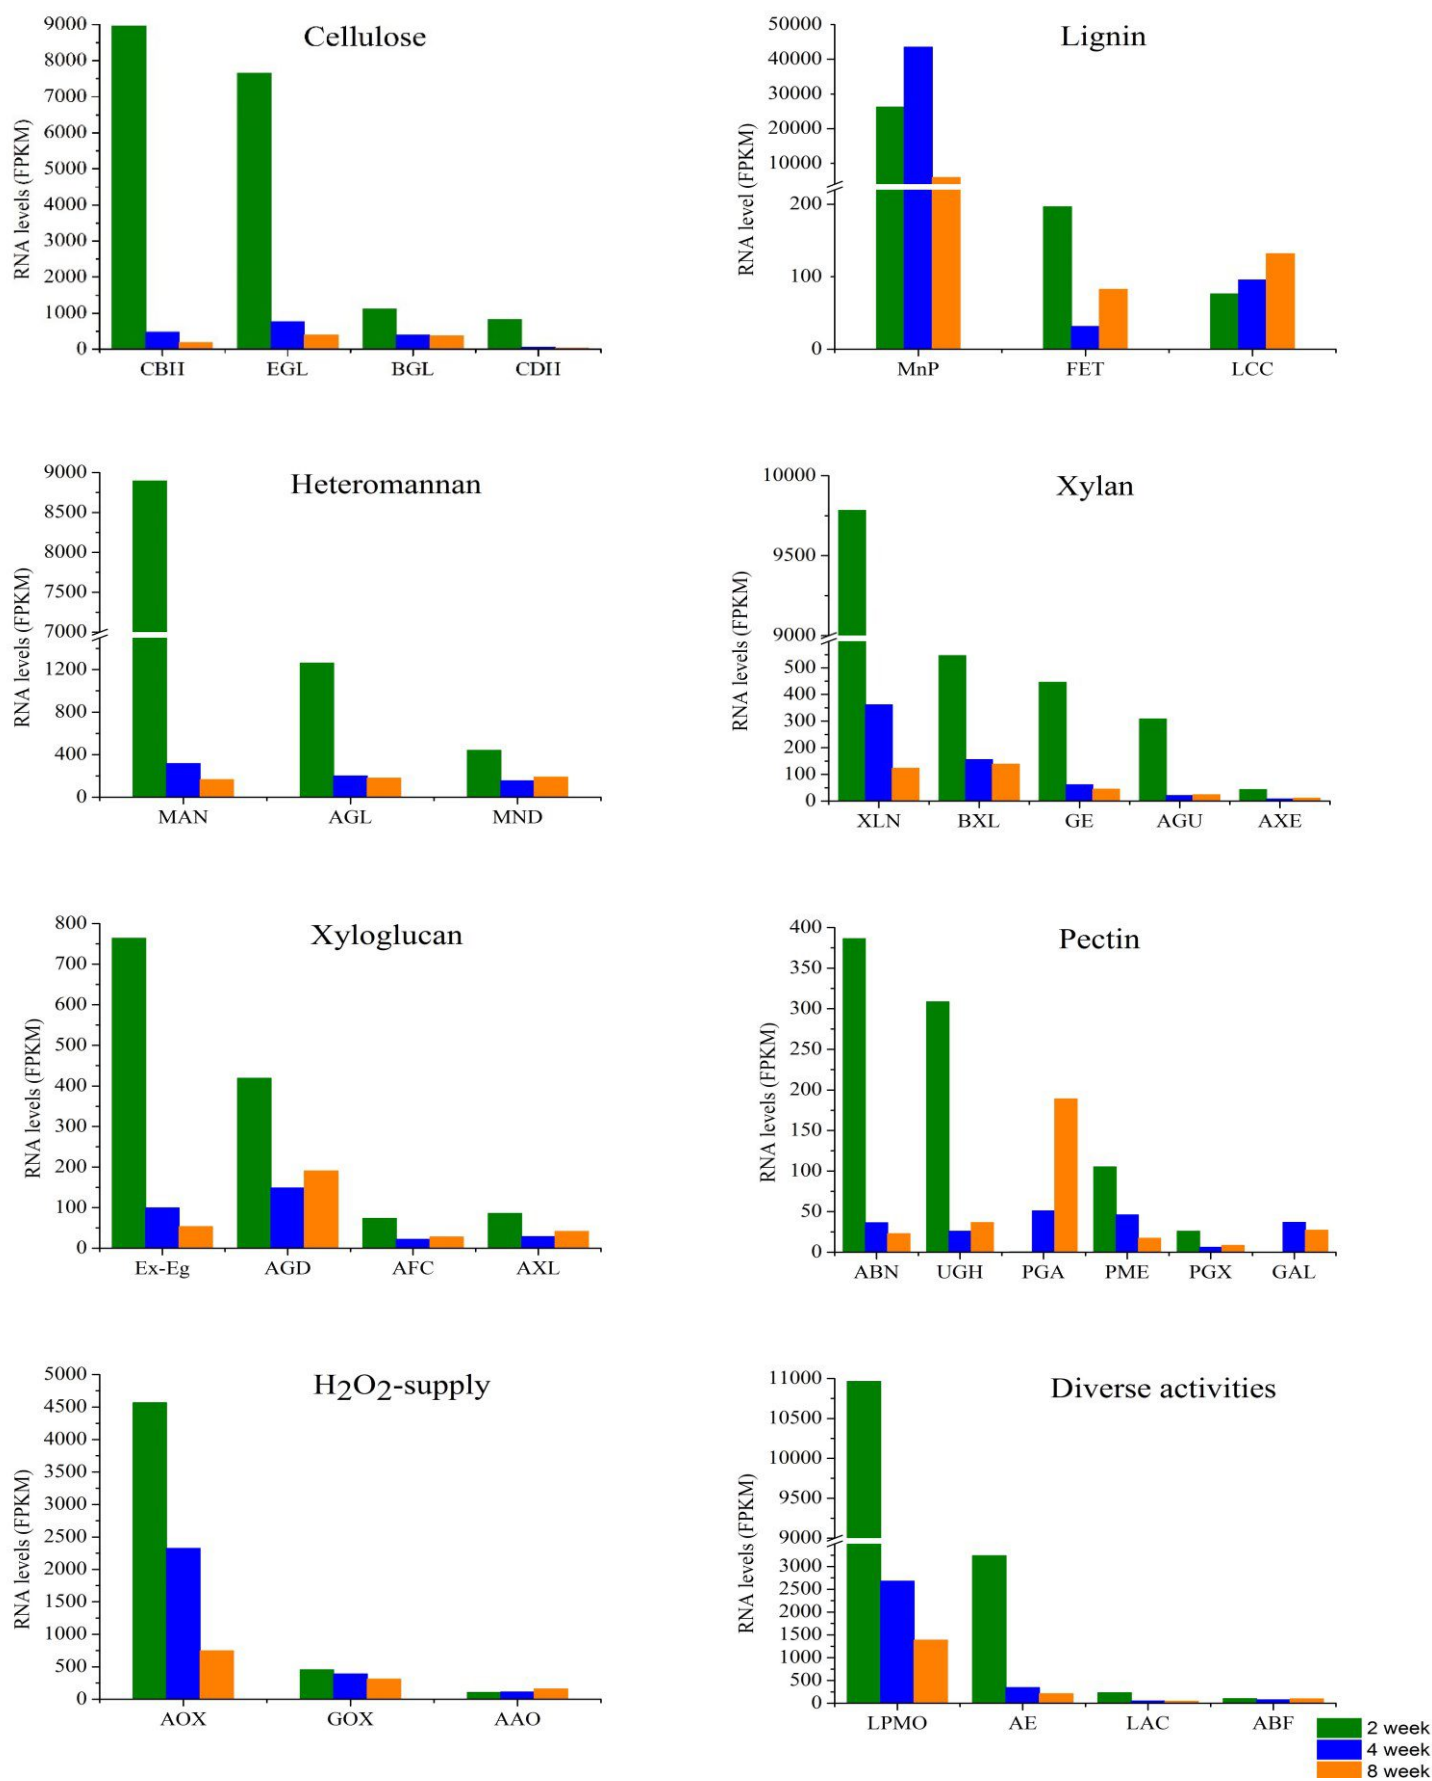 Cellulose
RNA levels (FPKM)
9000
8000
7000
6000
5000
4000
3000
2000
1000
0
CBII EGL BGL CDII
Lignin
RNA level (FPKM)
50000
40000
30000
20000
10000
200
100
0
MnP FET LCC
Heteromannan
RNA levels (FPKM)
9000
8500
8000
7500
7000
1200
800
400
0
MAN AGL MND
Xylan
RNA levels (FPKM)
10000
9500
9000
500
400
300
200
100
0
XLN BXL GE AGU AXE
Xyloglucan
RNA levels (FPKM)
800
700
600
500
400
300
200
100
0
Ex-Eg AGD AFC AXL
Pectin
RNA levels (FPKM)
400
350
300
250
200
150
100
50
0
ABN UGH PGA PME PGX GAL
H2O2-supply
RNA levels (FPKM)
5000
4500
4000
3500
3000
2500
2000
1500
1000
500
0
AOX GOX AAO
Diverse activities
RNA levels (FPKM)
11000
10500
10000
9500
9000
3000
2500
2000
1500
1000
500
0
LPMO AE LAC ABF
2 week
4 week
8 week